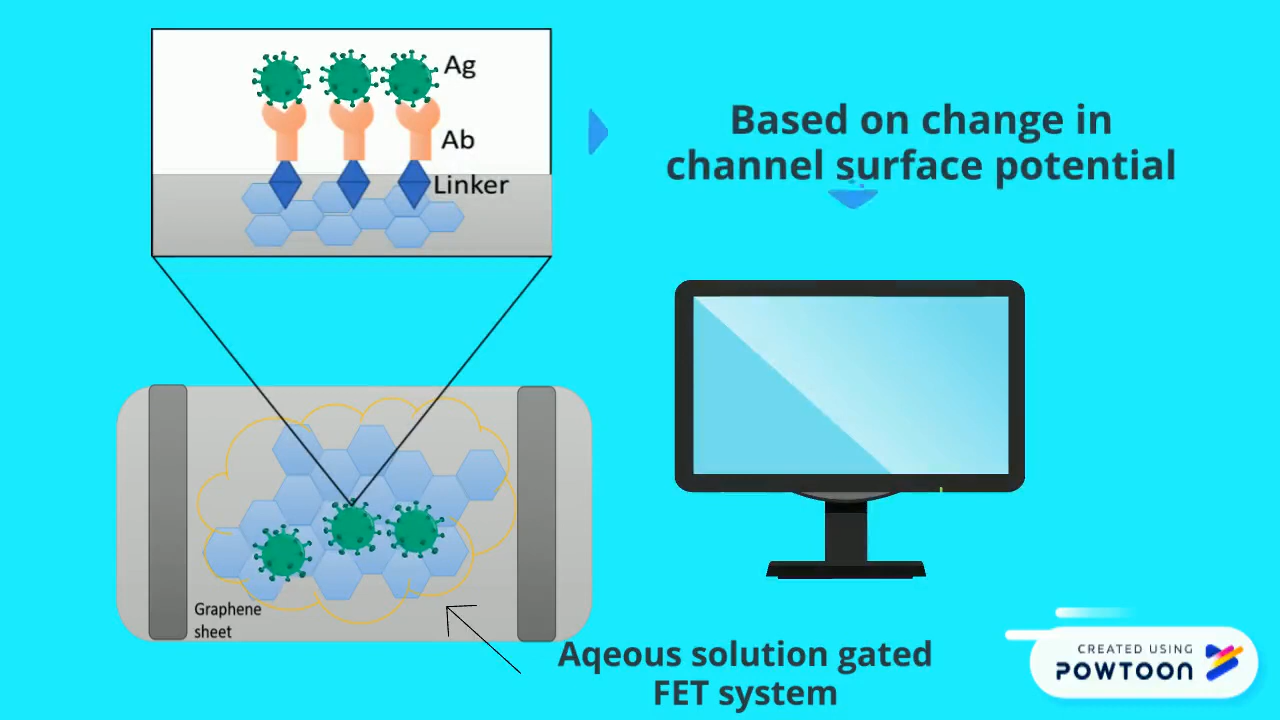 Ag
Ab
Linker
Based on change in
channel surface potential
Graphene
sheet
Aqeous solution gated
FET system
CREATED USING
POWTOON